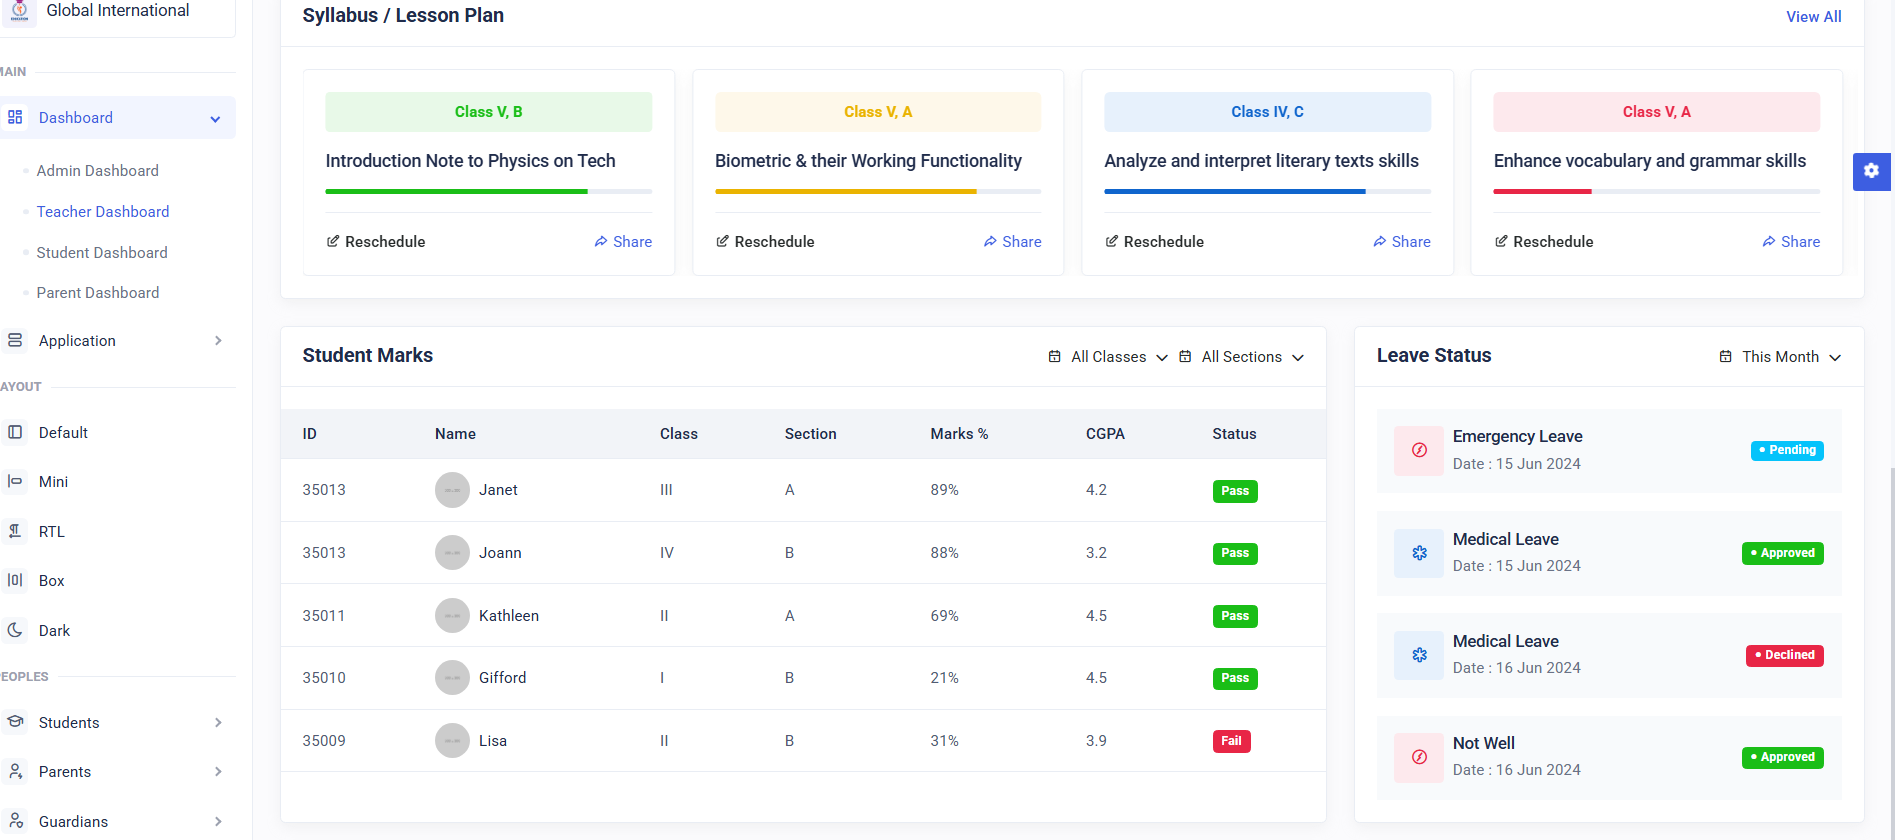 Global International
MAIN
Dashboard
Admin Dashboard
Teacher Dashboard
Student Dashboard
Parent Dashboard
Application
AYOUT
Default
Mini
RTL
Box
Dark
EOPLES
Students
Parents
Guardians
Syllabus / Lesson Plan
View All
Class V, B
Introduction Note to Physics on Tech
Reschedule
Share
Class V, A
Biometric & their Working Functionality
Reschedule
Share
Class IV, C
Analyze and interpret literary texts skills
Reschedule
Share
Class V, A
Enhance vocabulary and grammar skills
Reschedule
Share
Student Marks
All Classes
All Sections
ID Name Class Section Marks % CGPA Status
35013 Janet III A 89% 4.2 Pass
35013 Joann IV B 88% 3.2 Pass
35011 Kathleen II A 69% 4.5 Pass
35010 Gifford I B 21% 4.5 Pass
35009 Lisa II B 31% 3.9 Fail
Leave Status
This Month
Emergency Leave
Date : 15 Jun 2024
Pending
Medical Leave
Date : 15 Jun 2024
Approved
Medical Leave
Date : 16 Jun 2024
Declined
Not Well
Date : 16 Jun 2024
Approved